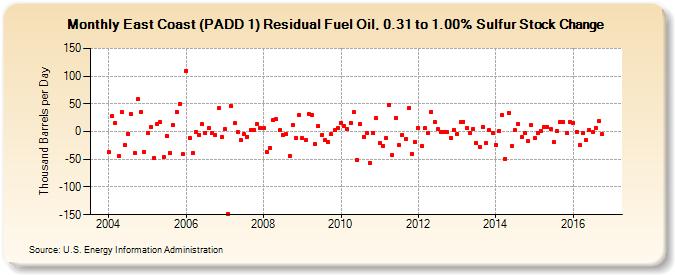 Monthly East Coast (PADD 1) Residual Fuel Oil, 0.31 to 1.00% Sulfur Stock Change
Thousand Barrels per Day
150
100
50
0
-50
-100
-150
2004 2006 2008 2010 2012 2014 2016
Source: U.S. Energy Information Administration